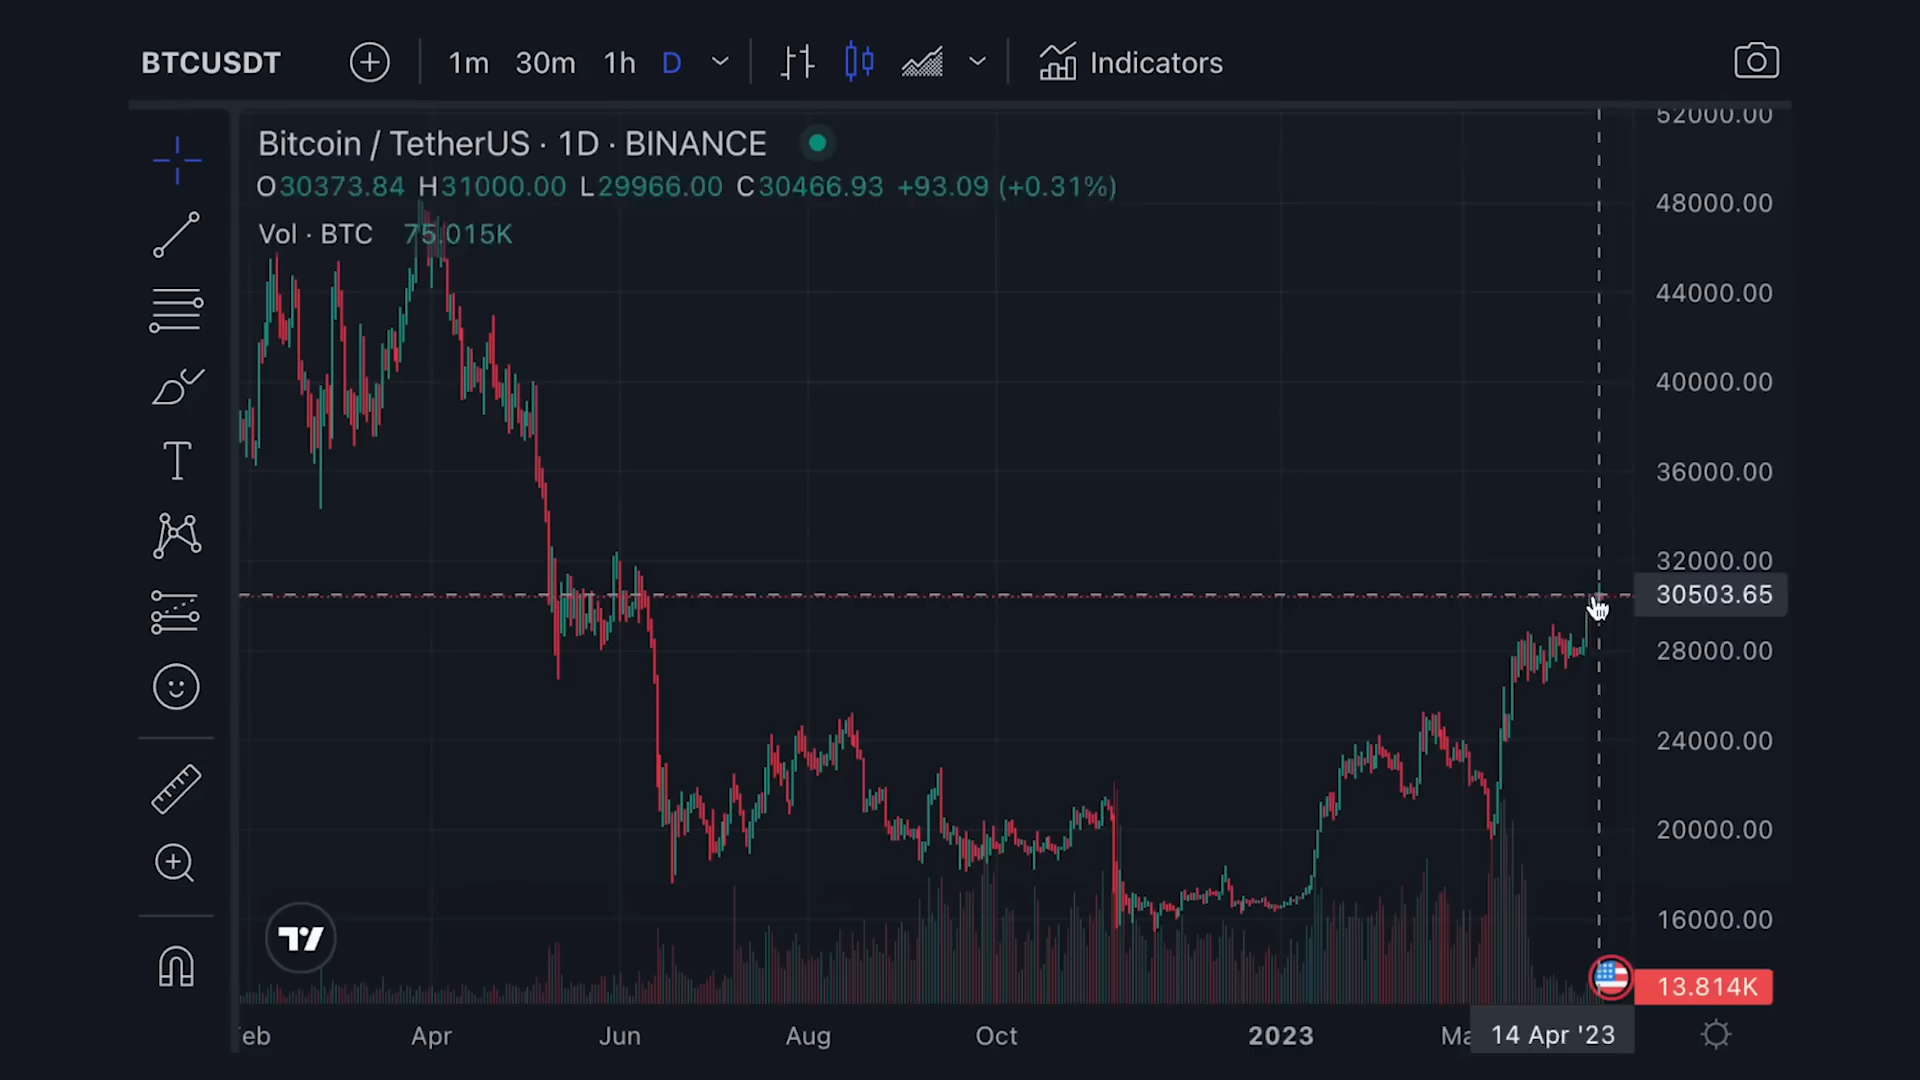 BTCUSDT 1m 30m 1h D Indicators
Bitcoin / TetherUS · 1D · BINANCE
O30373.84 H31000.00 L29966.00 C30466.93 +93.09 (+0.31%)
Vol · BTC 75.015K
52000.00
48000.00
44000.00
40000.00
36000.00
32000.00
30503.65
28000.00
24000.00
20000.00
16000.00
13.814K
eb Apr Jun Aug Oct 2023 Ma 14 Apr '23